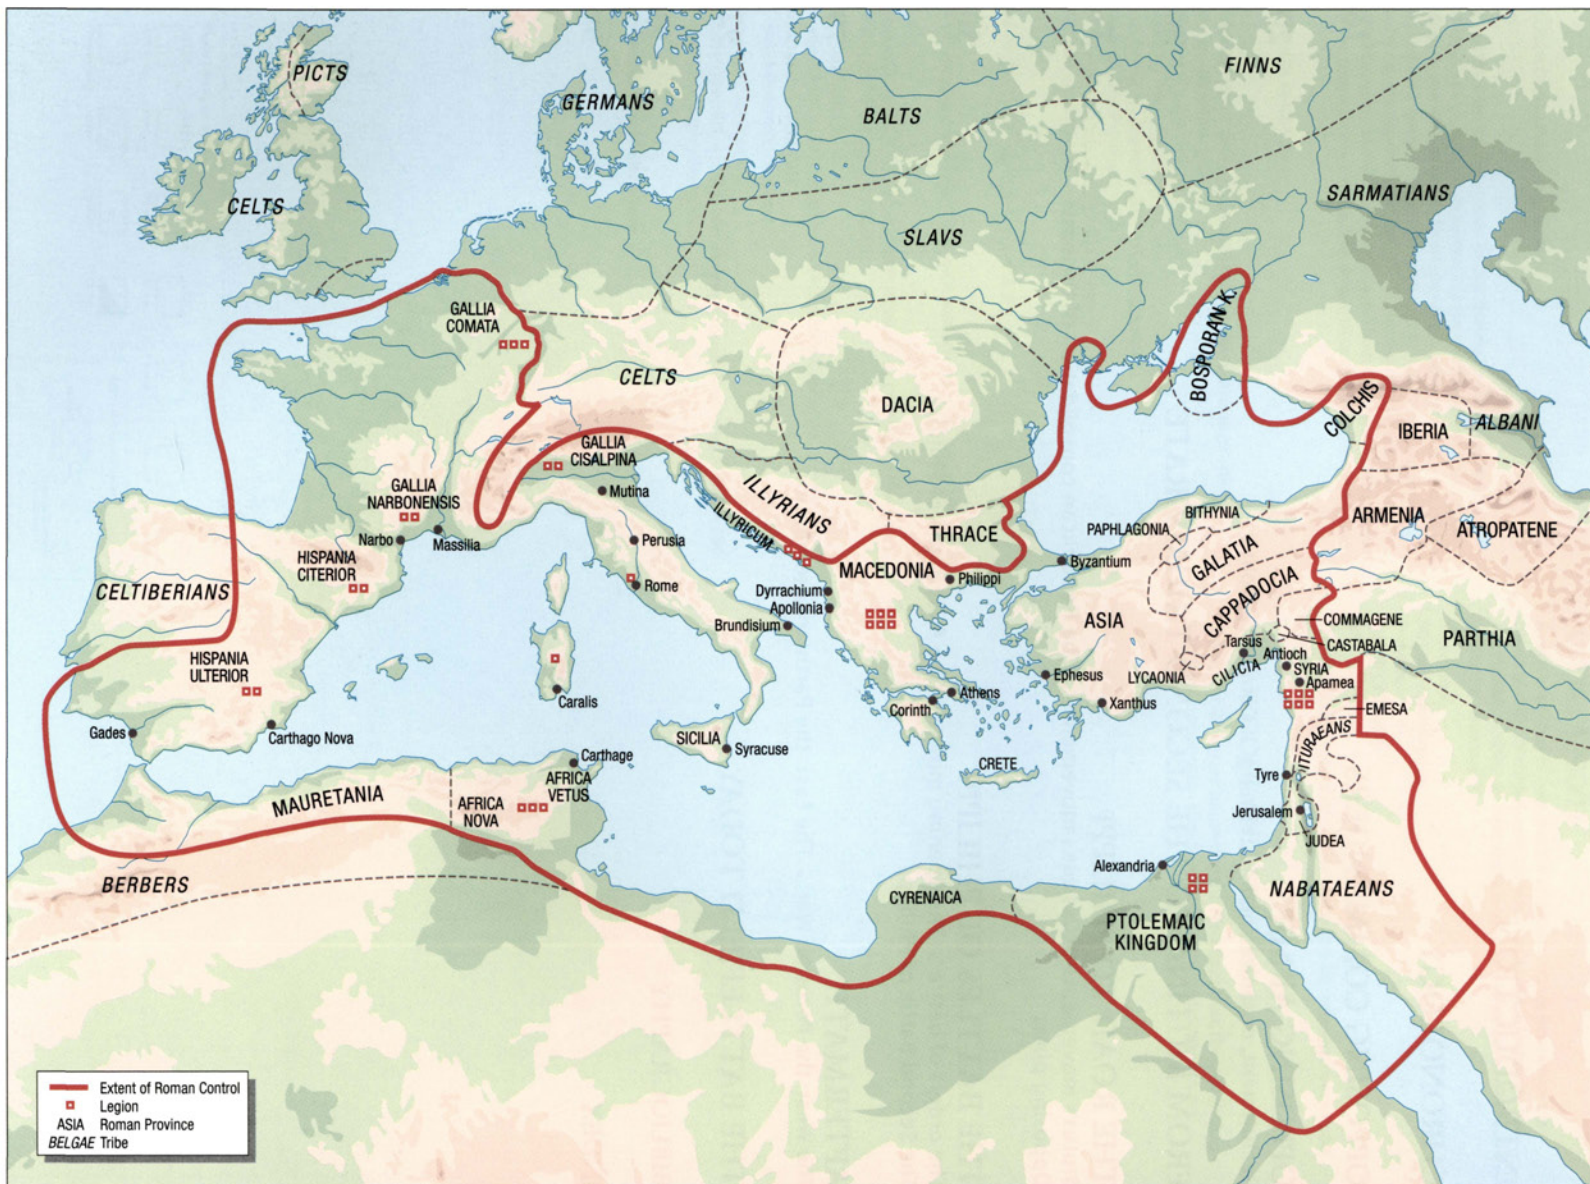 FINNS
PICTS
GERMANS
BALTS
SARMATIANS
CELTS
SLAVS
GALLIA
COMATA
BOSPORAN K.
CELTS
DACIA
COLCHIS
IBERIA
ALBANI
GALLIA
CISALPINA
GALLIA
NARBONENSIS
Mutina
ILLYRIANS
ILLYRICUM
THRACE
BITHYNIA
PAPHLAGONIA
ARMENIA
ATROPATENE
Narbo
Massilia
Perusia
Byzantium
GALATIA
HISPANIA
CITERIOR
Rome
MACEDONIA
Philippi
CELTIBERIANS
Dyrrachium
Apollonia
CAPPADOCIA
ASIA
COMMAGENE
Brundisium
PARTHIA
Tarsus
CASTABALA
HISPANIA
ULTERIOR
Antioch
CILICIA
SYRIA
Ephesus
LYCAONIA
Apamea
Caralis
Athens
Corinth
Xanthus
EMESA
Gades
Carthago Nova
SICILIA
Syracuse
ITURAEANS
Carthage
CRETE
AFRICA
VETUS
Tyre
MAURETANIA
AFRICA
NOVA
Jerusalem
JUDEA
Alexandria
BERBERS
CYRENAICA
NABATAEANS
PTOLEMAIC
KINGDOM
Extent of Roman Control
Legion
ASIA Roman Province
BELGAE Tribe